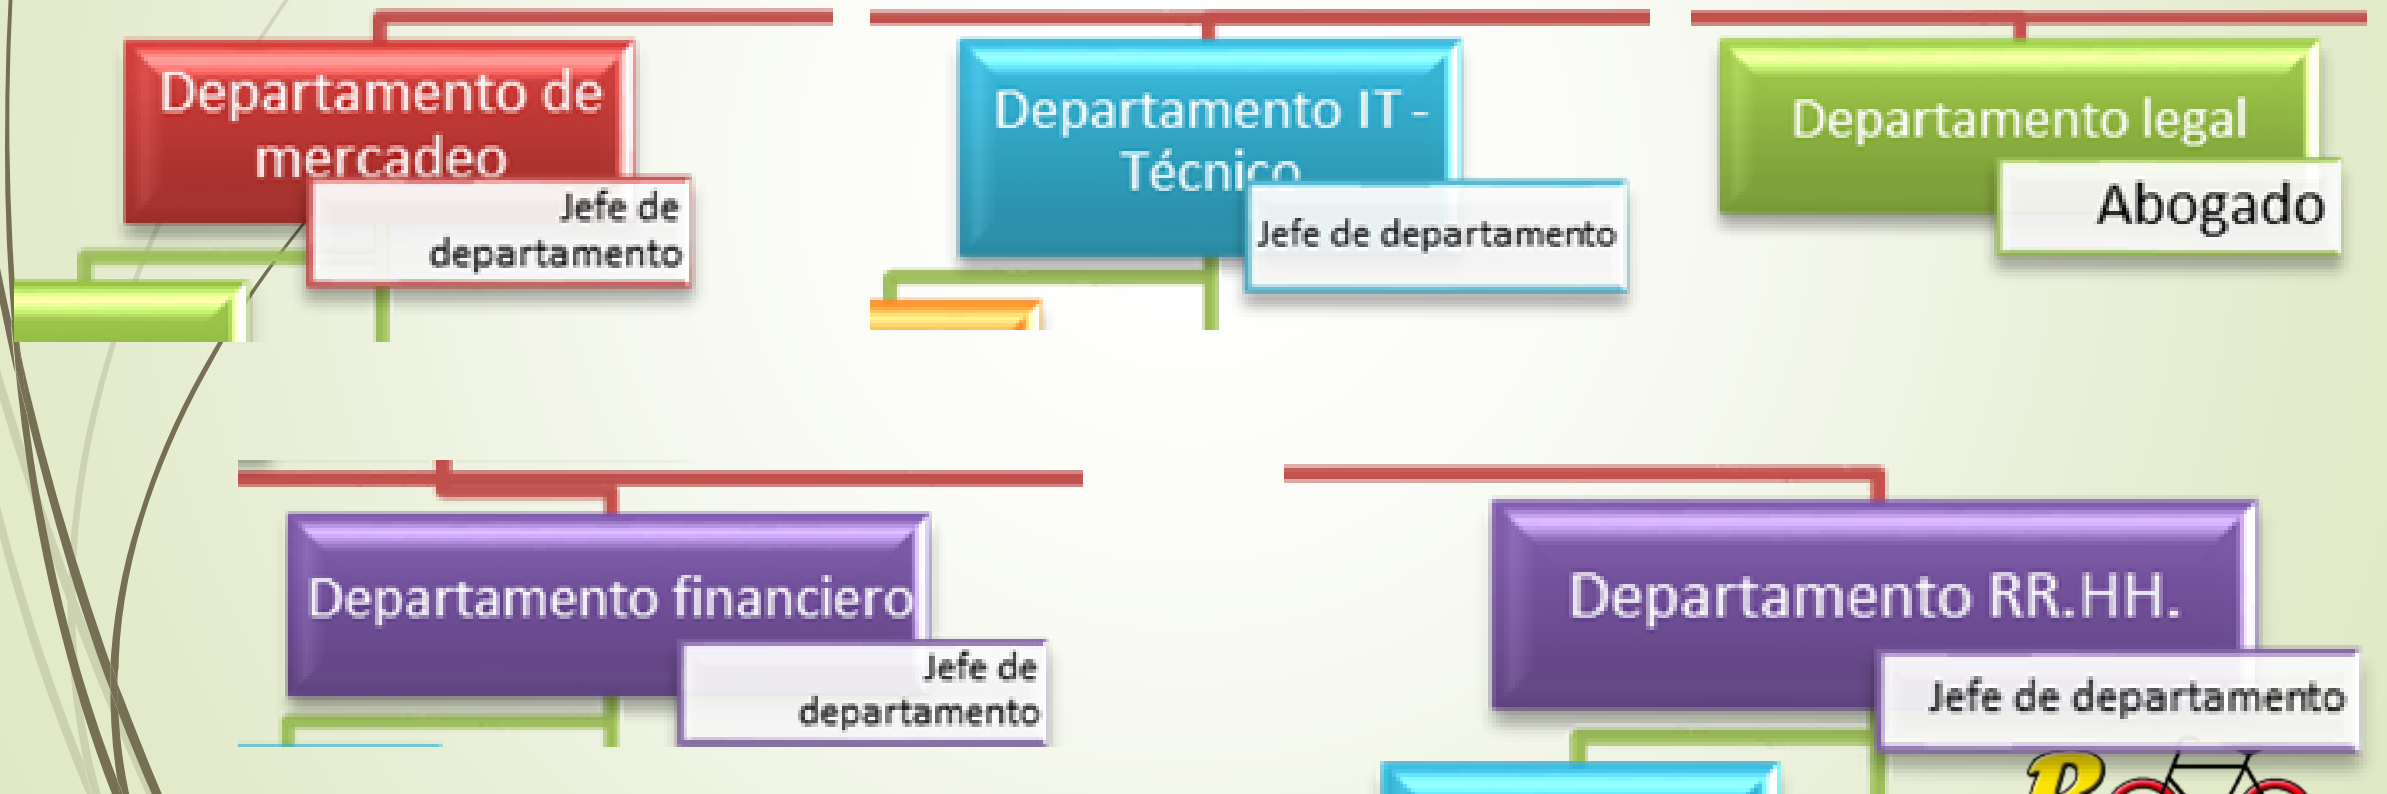 Departamento de
mercadeo
Jefe de
departamento
Departamento IT -
Técnico
Jefe de departamento
Departamento legal
Abogado
Departamento financiero
Jefe de
departamento
Departamento RR.HH.
Jefe de departamento